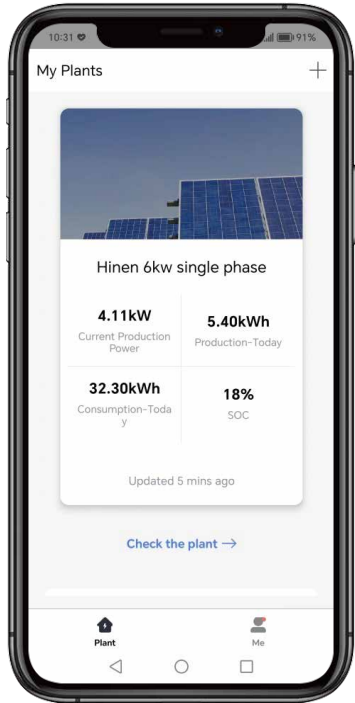 10:31
91%
My Plants
Hinen 6kw single phase
4.11kW
Current Production
Power
5.40kWh
Production-Today
32.30kWh
Consumption-Toda
y
18%
SOC
Updated 5 mins ago
Check the plant →
Plant
Me